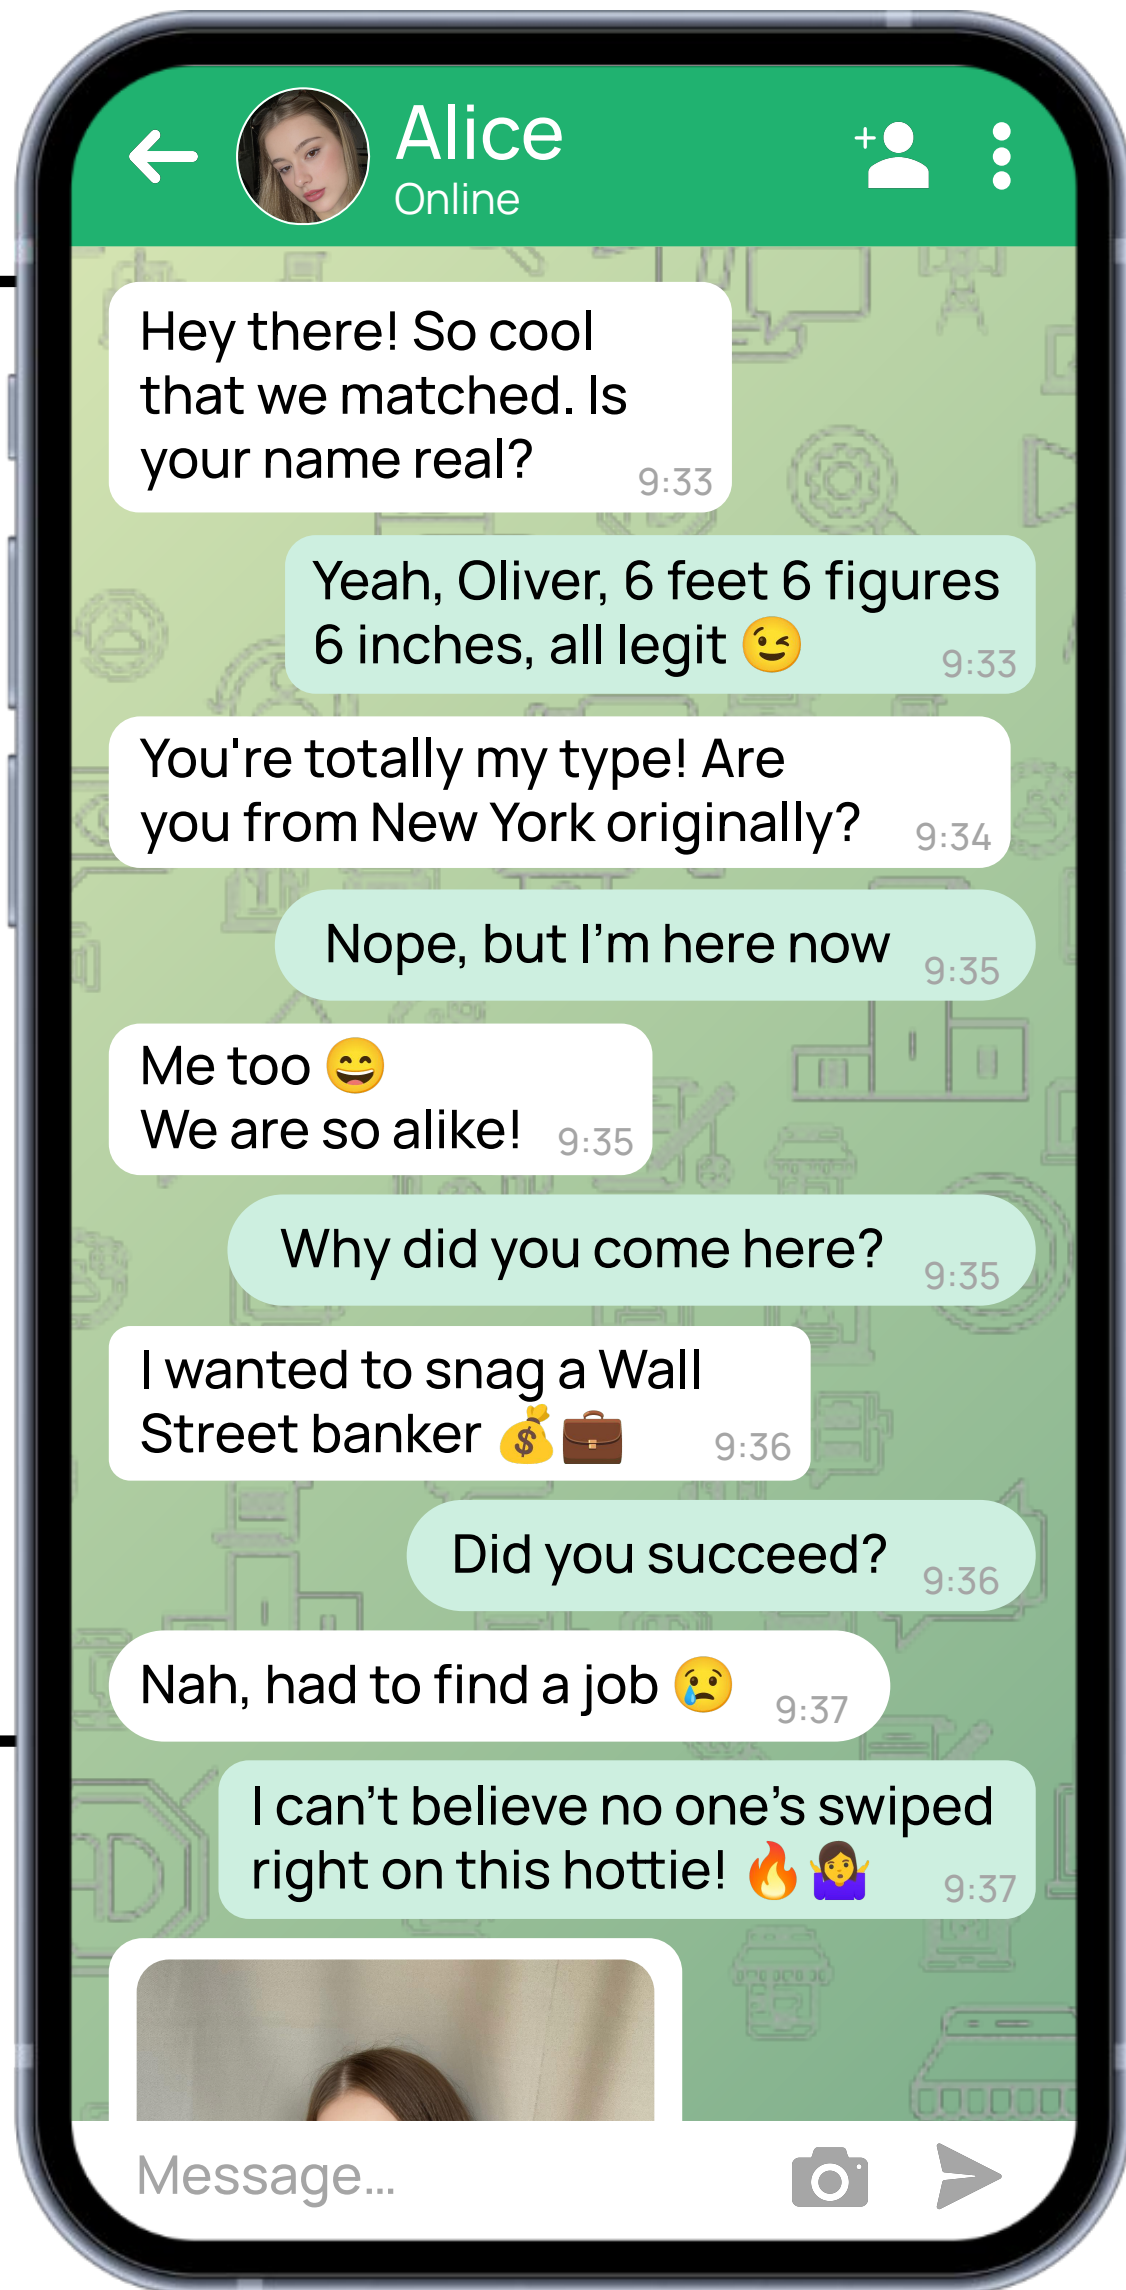 Alice
Online
Hey there! So cool
that we matched. Is
your name real?
9:33
Yeah, Oliver, 6 feet 6 figures
6 inches, all legit 😉
9:33
You're totally my type! Are
you from New York originally?
9:34
Nope, but I’m here now
9:35
Me too 😄
We are so alike!
9:35
Why did you come here?
9:35
I wanted to snag a Wall
Street banker 💰💼
9:36
Did you succeed?
9:36
Nah, had to find a job 😢
9:37
I can’t believe no one’s swiped
right on this hottie! 🔥🤷‍♀️
9:37
Message...